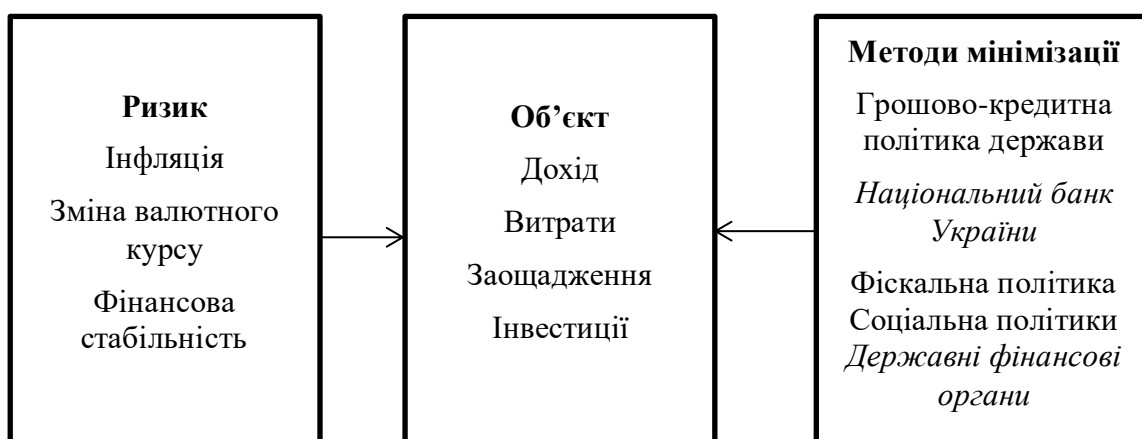 Ризик
Інфляція
Зміна валютного
курсу
Фінансова
стабільність
Об’єкт
Дохід
Витрати
Заощадження
Інвестиції
Методи мінімізації
Грошово-кредитна
політика держави
Національний банк
України
Фіскальна політика
Соціальна політики
Державні фінансові
органи